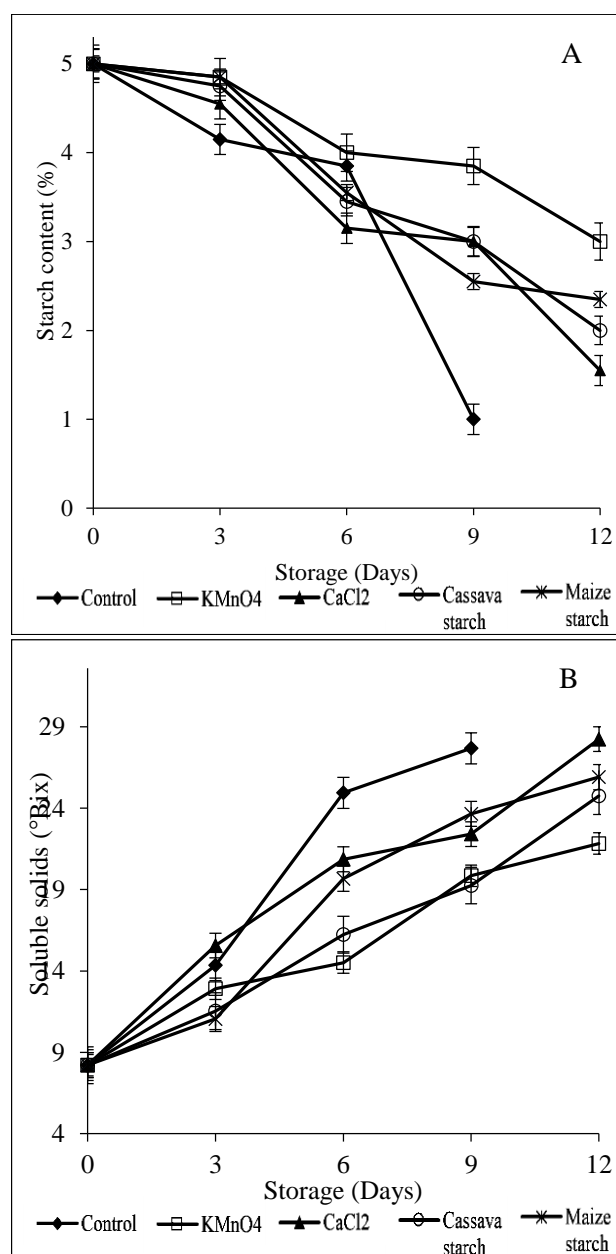 A
5
4
3
2
1
0
Starch content (%)
0 3 6 9 12
Storage (Days)
Control KMnO4 CaCl2 Cassava starch Maize starch
B
29
24
19
14
9
4
Soluble solids (°Bix)
0 3 6 9 12
Storage (Days)
Control KMnO4 CaCl2 Cassava starch Maize starch